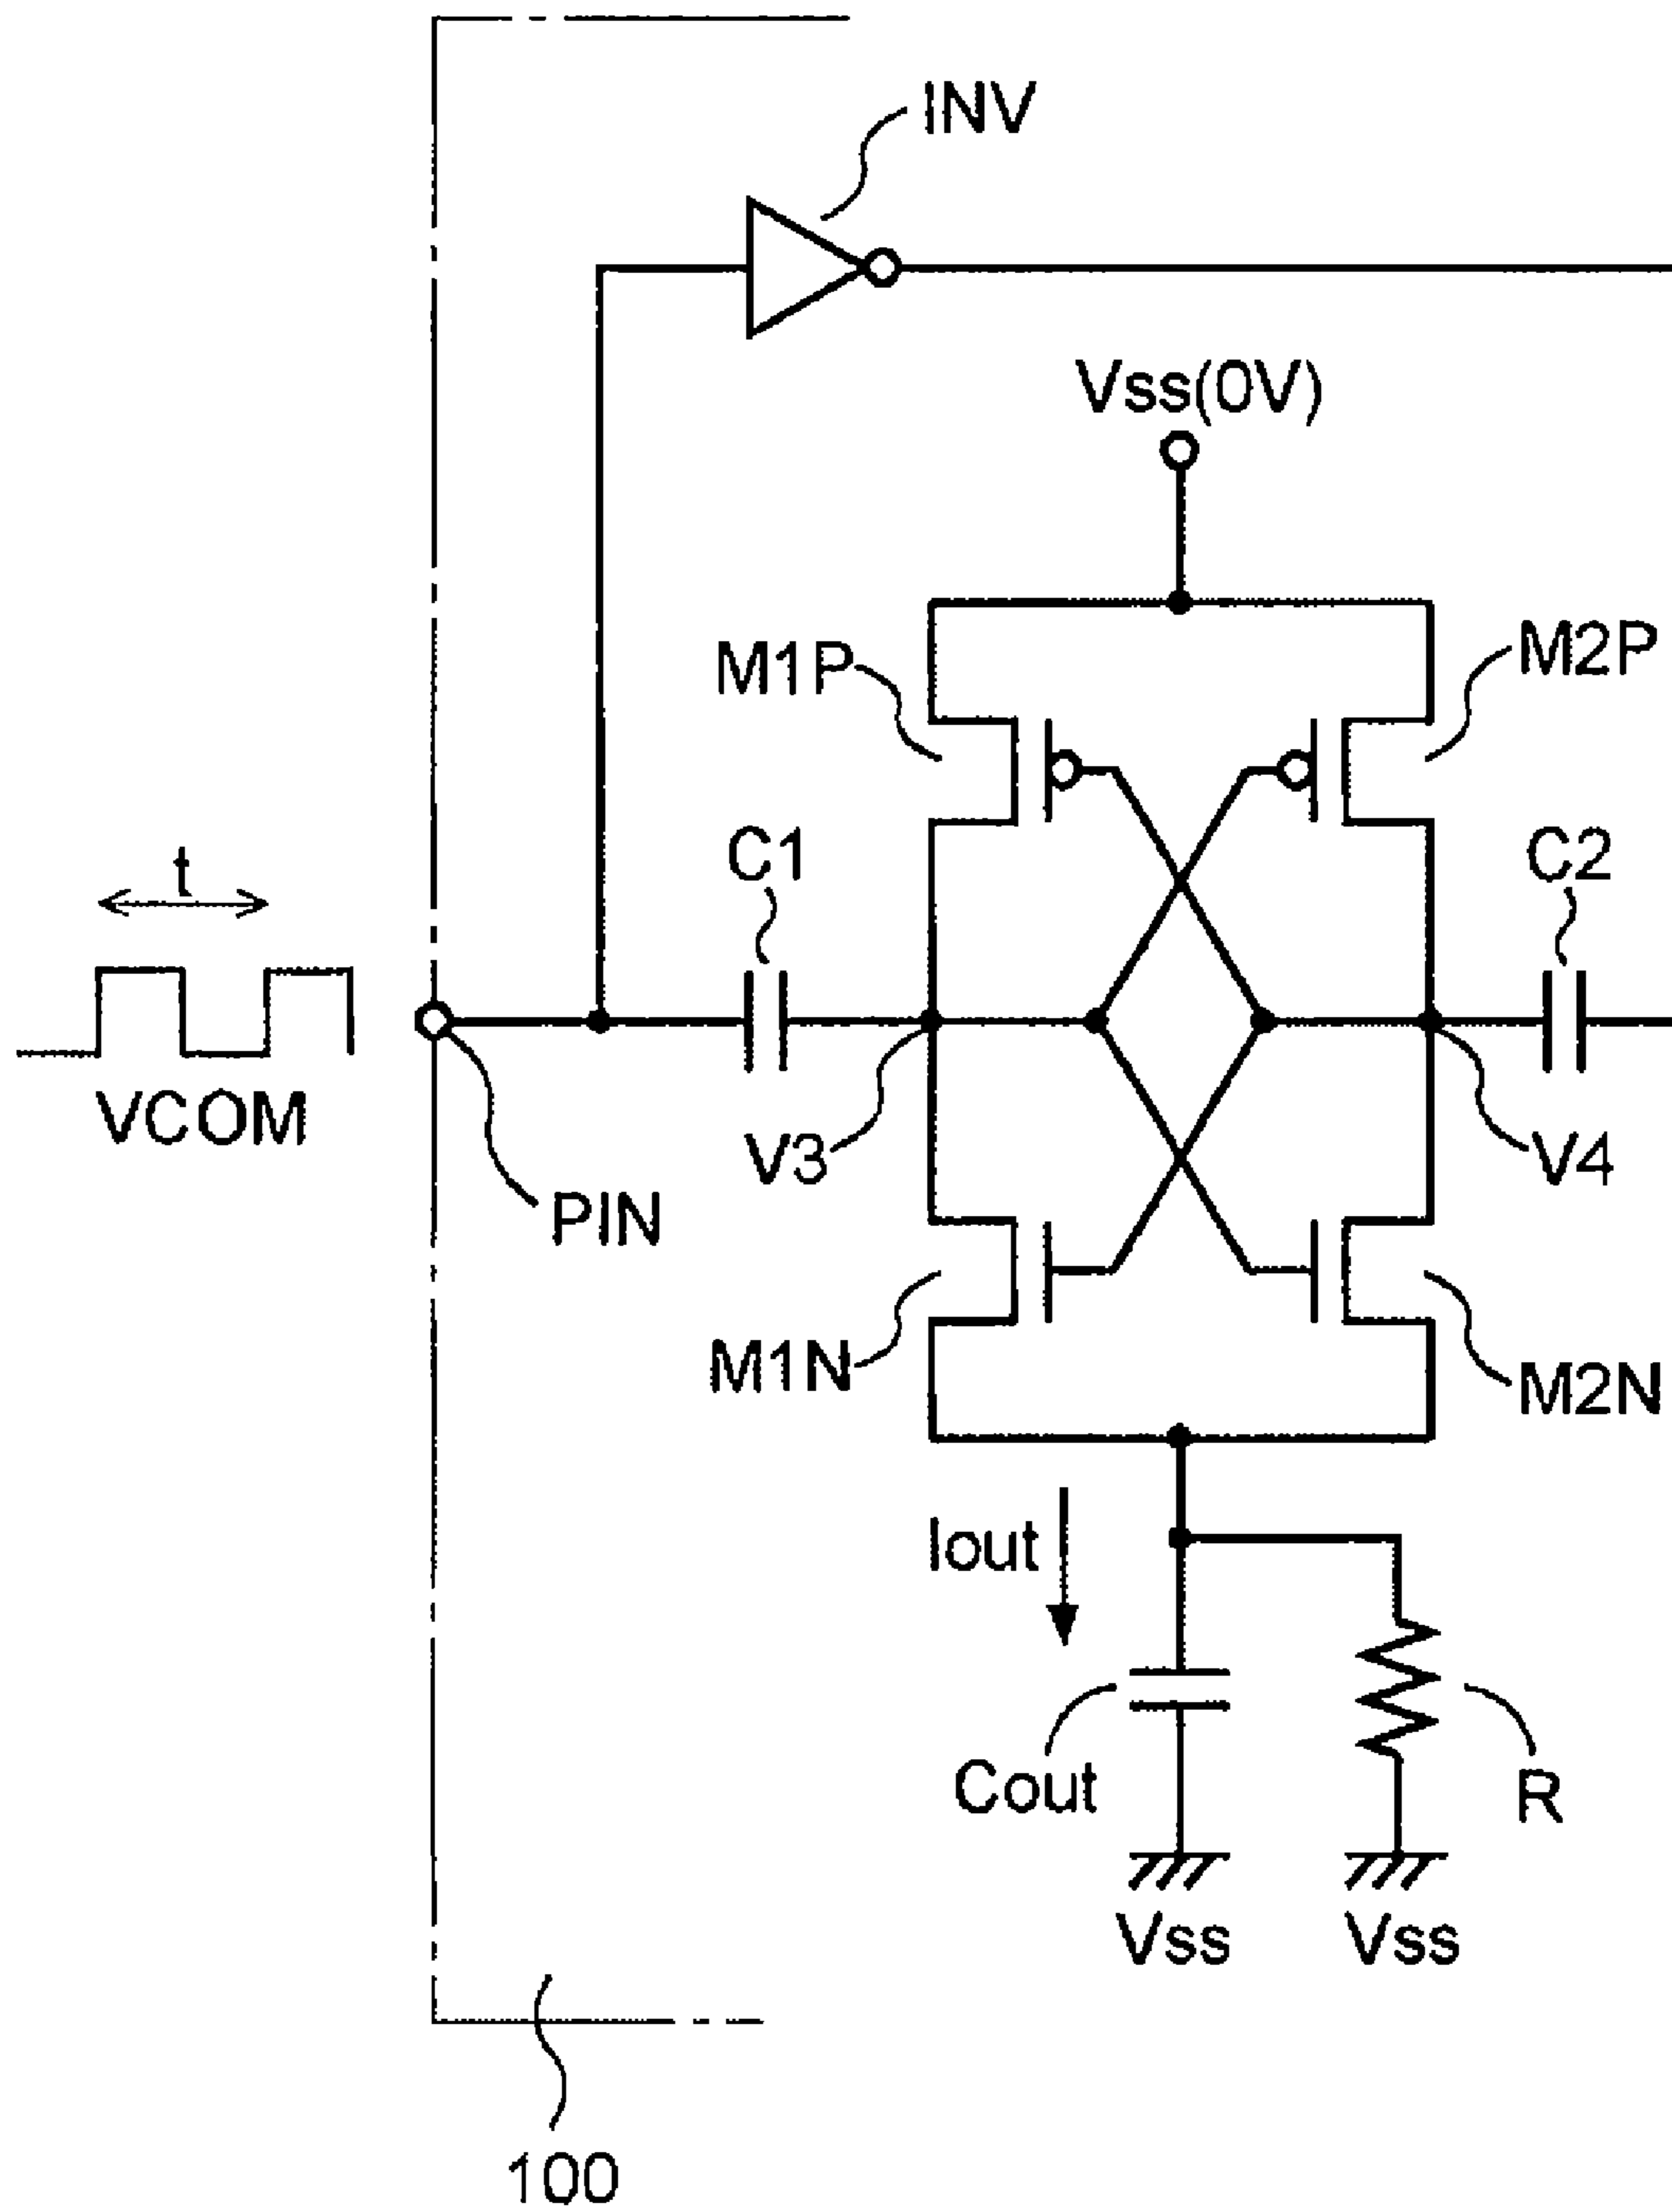 INV
Vss(0V)
M1P
M2P
t
C1
C2
VCOM
V3
V4
PIN
M1N
M2N
Iout
Cout
R
Vss
Vss
100